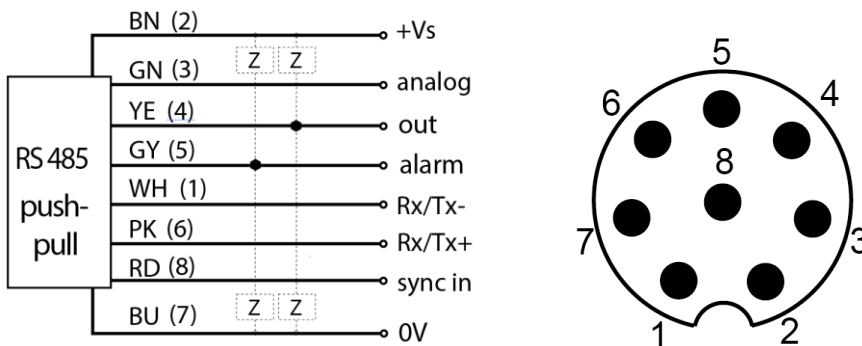 BN (2)
+Vs
Z Z
GN (3)
analog
YE (4)
out
GY (5)
alarm
RS 485
push-
pull
WH (1)
Rx/Tx-
PK (6)
Rx/Tx+
RD (8)
sync in
Z Z
BU (7)
0V
5
6
4
8
7
3
1
2